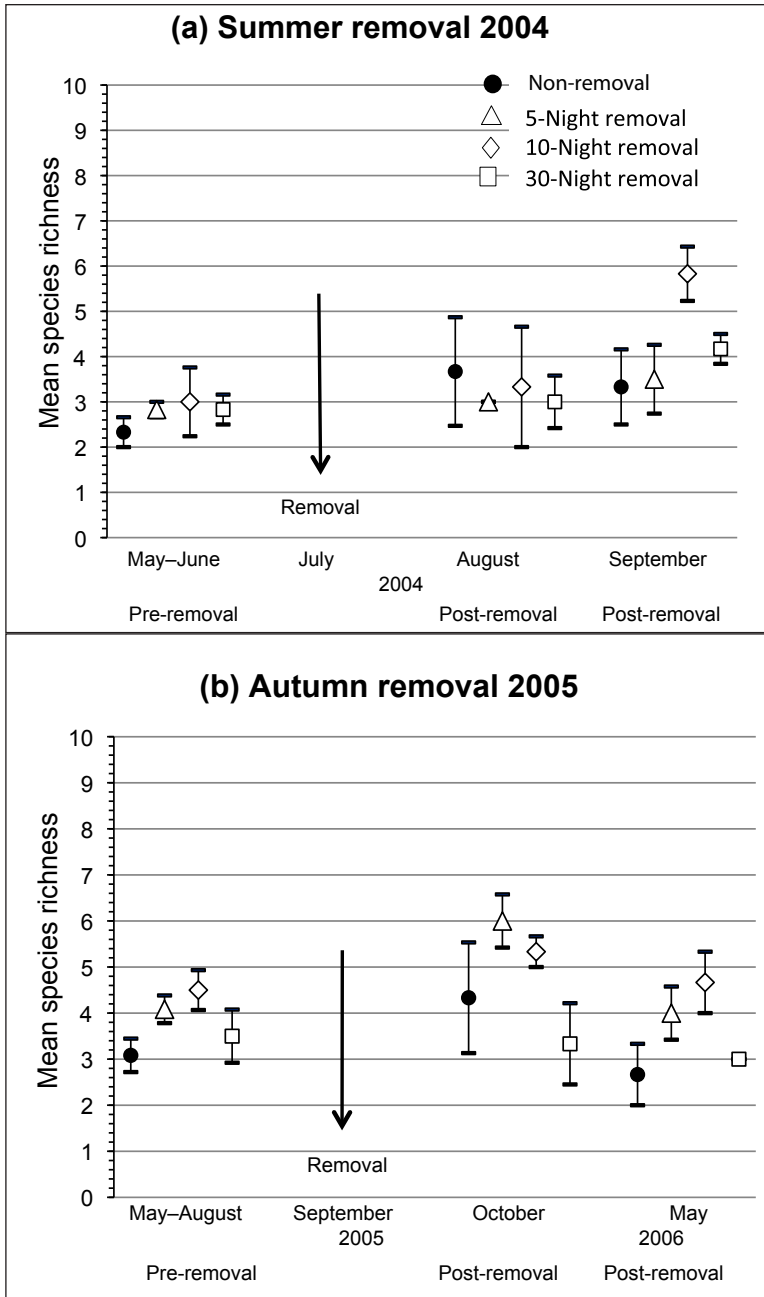 (a) Summer removal 2004
Non-removal
5-Night removal
10-Night removal
30-Night removal
Mean species richness
10
9
8
7
6
5
4
3
2
1
0
Removal
May–June July August September
2004
Pre-removal Post-removal Post-removal
(b) Autumn removal 2005
Mean species richness
10
9
8
7
6
5
4
3
2
1
0
Removal
May–August September October May
2005 2006
Pre-removal Post-removal Post-removal